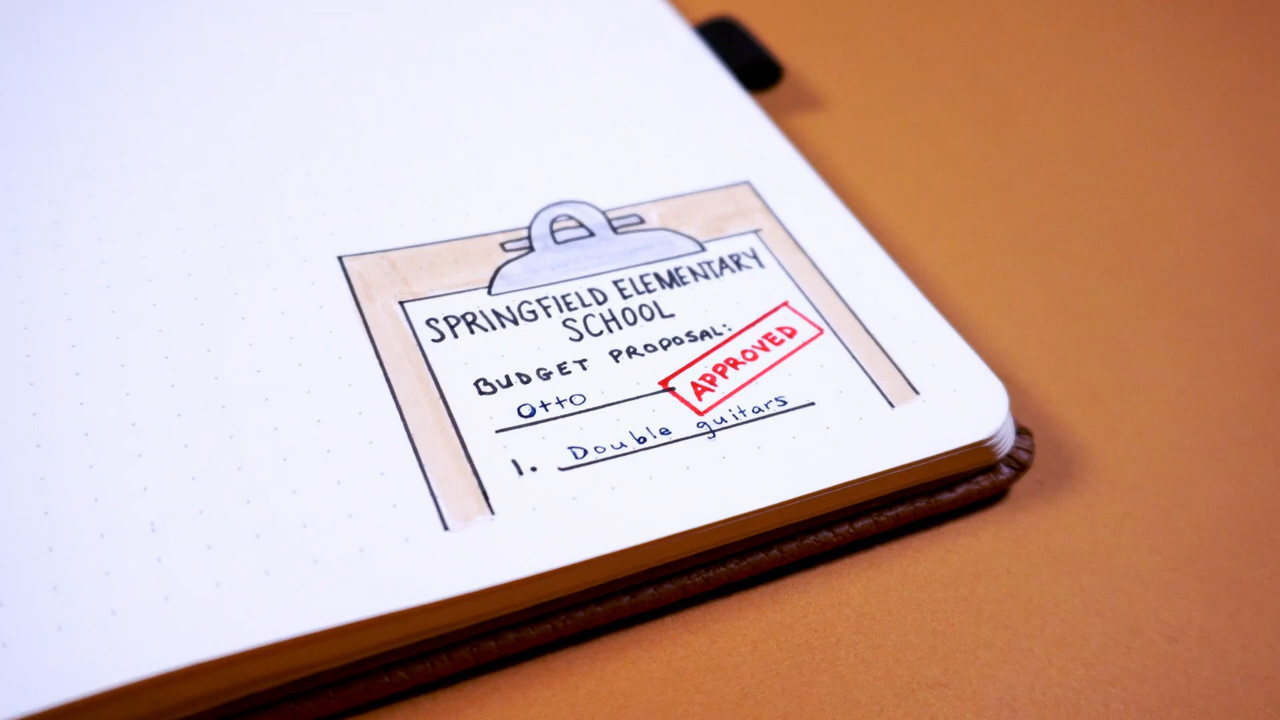 SPRINGFIELD ELEMENTARY
SCHOOL
BUDGET PROPOSAL:
Otto
APPROVED
1. Double guitars